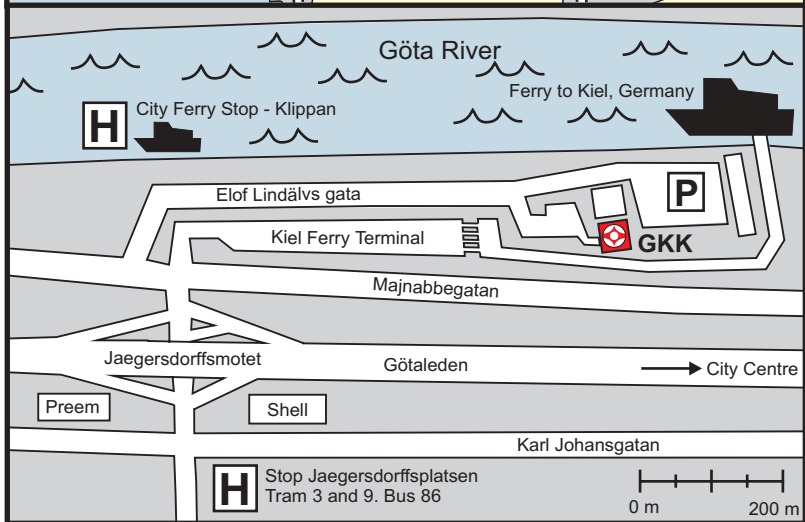 Göta River
Ferry to Kiel, Germany
H
City Ferry Stop - Klippan
P
Elof Lindälvs gata
Kiel Ferry Terminal
GKK
Majnabbegatan
Jaegersdorffsmotet
Götaleden
City Centre
Preem
Shell
Karl Johansgatan
H
Stop Jaegersdorffsplatsen
Tram 3 and 9. Bus 86
0 m
200 m